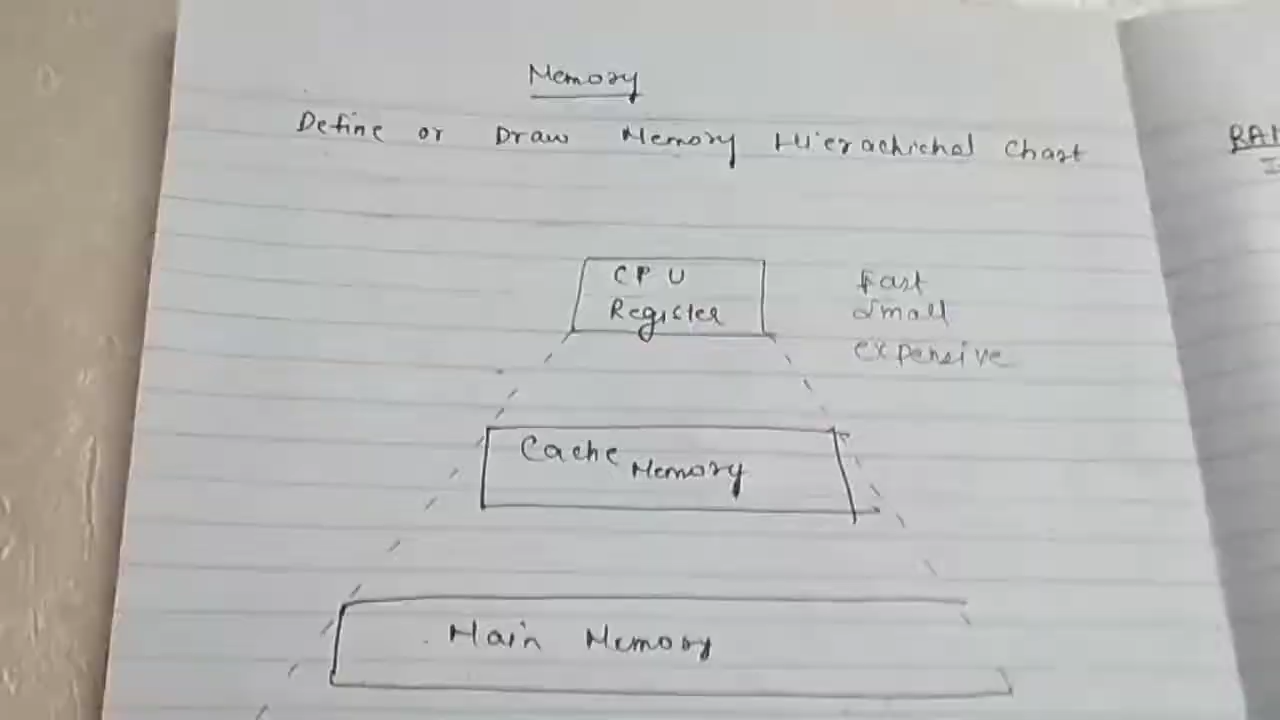 Memory
Define or Draw Memory Hierachichal Chart
CPU
Register
fast
small
expensive
Cache Memory
Main Memory